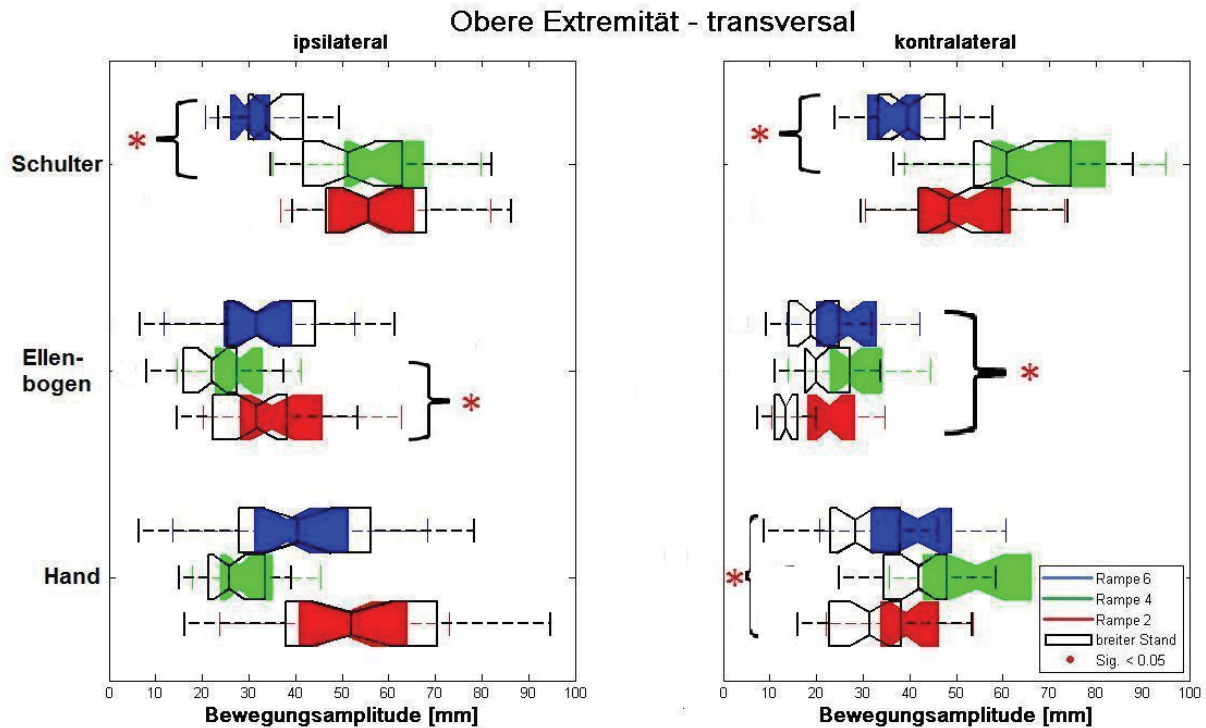 Obere Extremität - transversal
ipsilateral
kontralateral
*
Schulter
*
Ellen-
bogen
*
*
Hand
*
Rampe 6
Rampe 4
Rampe 2
breiter Stand
Sig. < 0.05
0 10 20 30 40 50 60 70 80 90 100
Bewegungsamplitude [mm]
0 10 20 30 40 50 60 70 80 90 100
Bewegungsamplitude [mm]